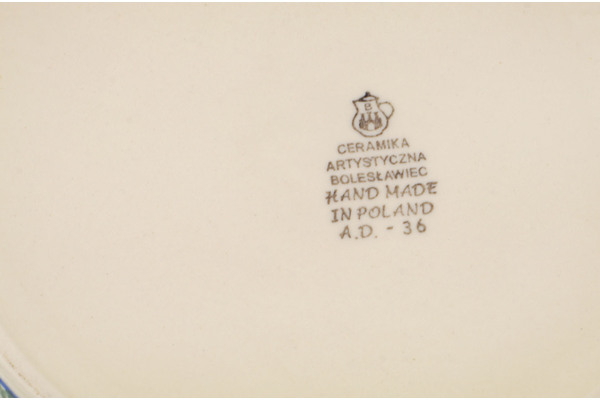 B
CERAMIKA
ARTYSTYCZNA
BOLESŁAWIEC
HAND MADE
IN POLAND
A.D. - 36